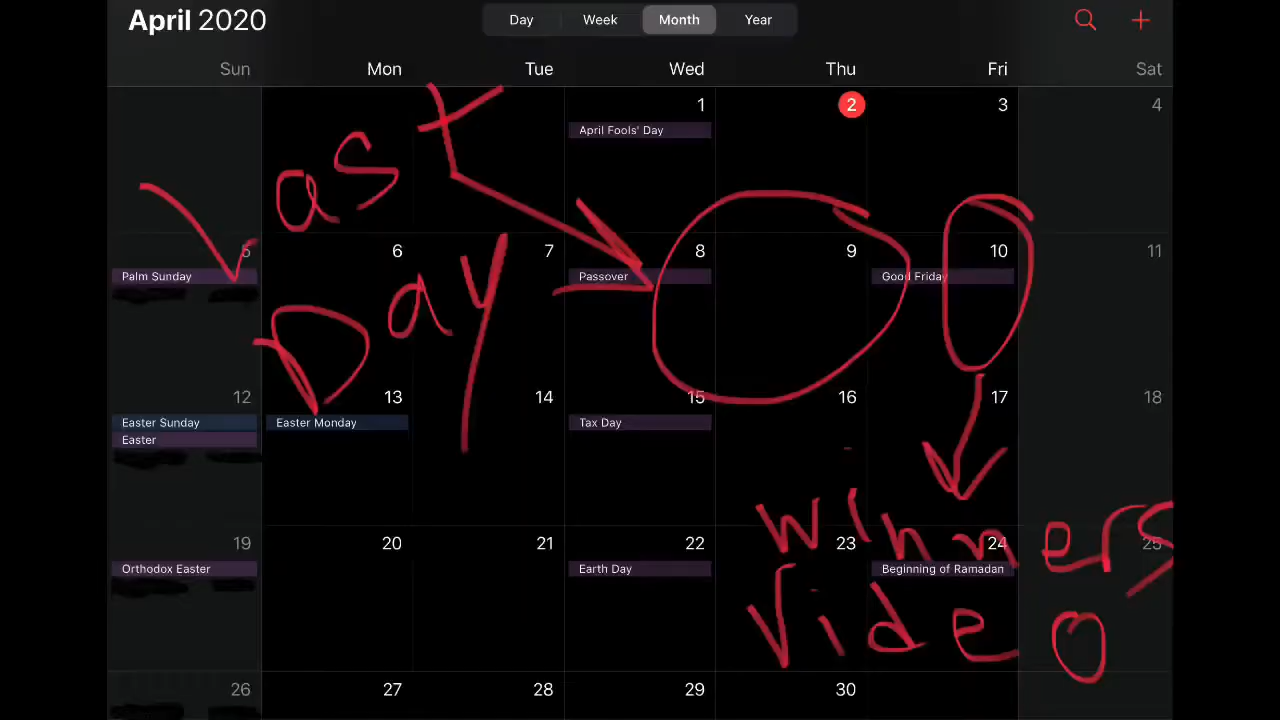 April 2020
Day Week Month Year
Sun Mon Tue Wed Thu Fri Sat
1 2 3 4
April Fools' Day
ast
5 6 7 8 9 10 11
Palm Sunday Passover Good Friday
Day
12 13 14 15 16 17 18
Easter Sunday Easter Monday Tax Day
Easter
winners
19 20 21 22 23 24 25
Orthodox Easter Earth Day Beginning of Ramadan
Video
26 27 28 29 30